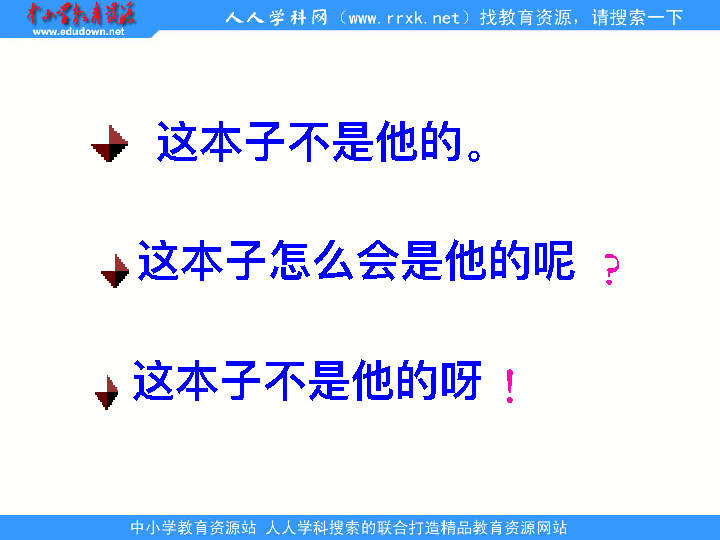 中小学教育资源
www.edudown.net
人人学科网（www.rrxk.net）找教育资源，请搜索一下
这本子不是他的。
这本子怎么会是他的呢？
这本子不是他的呀！
中小学教育资源站 人人学科搜索的联合打造精品教育资源网站